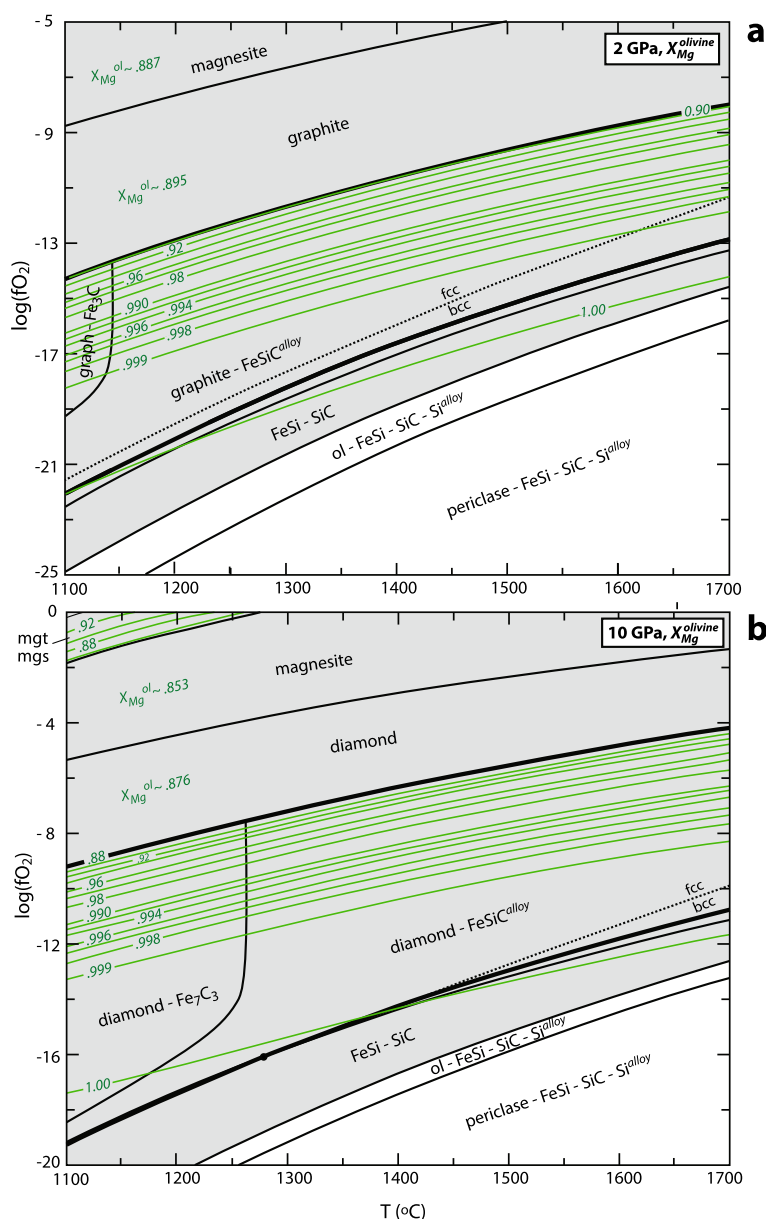 a
2 GPa, X_Mg^olivine
- 5
X_Mg^ol ~ .887
magnesite
graphite
- 9
0.90
X_Mg^ol ~ .895
log(fO₂)
-13
.92
.96
.98
.990
.994
.996
.998
.999
graph - Fe₃C
fcc
bcc
1.00
-17
graphite - FeSiC^alloy
FeSi - SiC
ol - FeSi - SiC - Si^alloy
-21
periclase - FeSi - SiC - Si^alloy
-25
1100 1200 1300 1400 1500 1600 1700
b
10 GPa, X_Mg^olivine
0
mgt
mgs
.92
.88
magnesite
X_Mg^ol ~ .853
- 4
diamond
X_Mg^ol ~ .876
log(fO₂)
- 8
.88
.92
.96
.98
.990
.994
.996
.998
.999
-12
fcc
bcc
diamond - FeSiC^alloy
diamond - Fe₇C₃
FeSi - SiC
-16
1.00
ol - FeSi - SiC - Si^alloy
periclase - FeSi - SiC - Si^alloy
-20
1100 1200 1300 1400 1500 1600 1700
T (ºC)